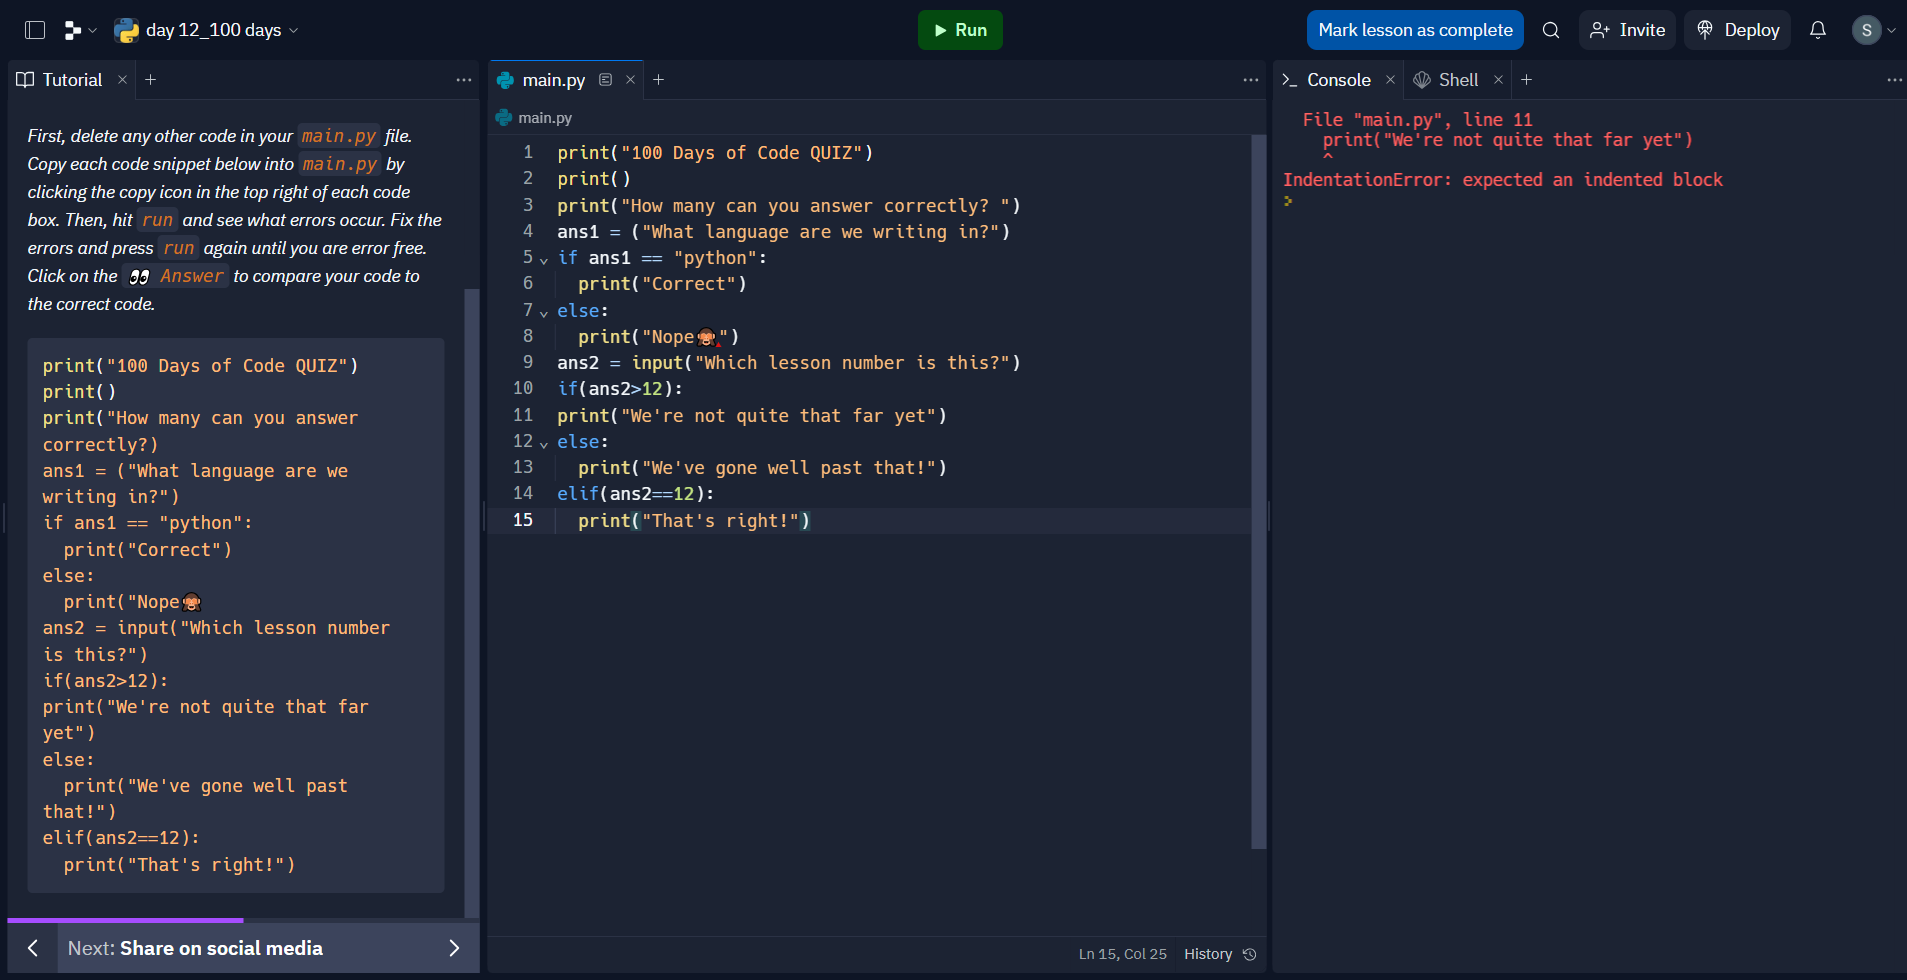 day 12_100 days
Run
Mark lesson as complete
Invite
Deploy
S
Tutorial
First, delete any other code in your main.py file.
Copy each code snippet below into main.py by
clicking the copy icon in the top right of each code
box. Then, hit run and see what errors occur. Fix the
errors and press run again until you are error free.
Click on the 👀 Answer to compare your code to
the correct code.
print("100 Days of Code QUIZ")
print()
print("How many can you answer
correctly?)
ans1 = ("What language are we
writing in?")
if ans1 == "python":
  print("Correct")
else:
  print("Nope🙈
ans2 = input("Which lesson number
is this?")
if(ans2>12):
print("We're not quite that far
yet")
else:
  print("We've gone well past
that!")
elif(ans2==12):
  print("That's right!")
Next: Share on social media
main.py
main.py
1 print("100 Days of Code QUIZ")
2 print()
3 print("How many can you answer correctly? ")
4 ans1 = ("What language are we writing in?")
5 if ans1 == "python":
6   print("Correct")
7 else:
8   print("Nope🙈")
9 ans2 = input("Which lesson number is this?")
10 if(ans2>12):
11 print("We're not quite that far yet")
12 else:
13   print("We've gone well past that!")
14 elif(ans2==12):
15   print("That's right!")
Ln 15, Col 25 History
Console
Shell
File "main.py", line 11
    print("We're not quite that far yet")
    ^
IndentationError: expected an indented block